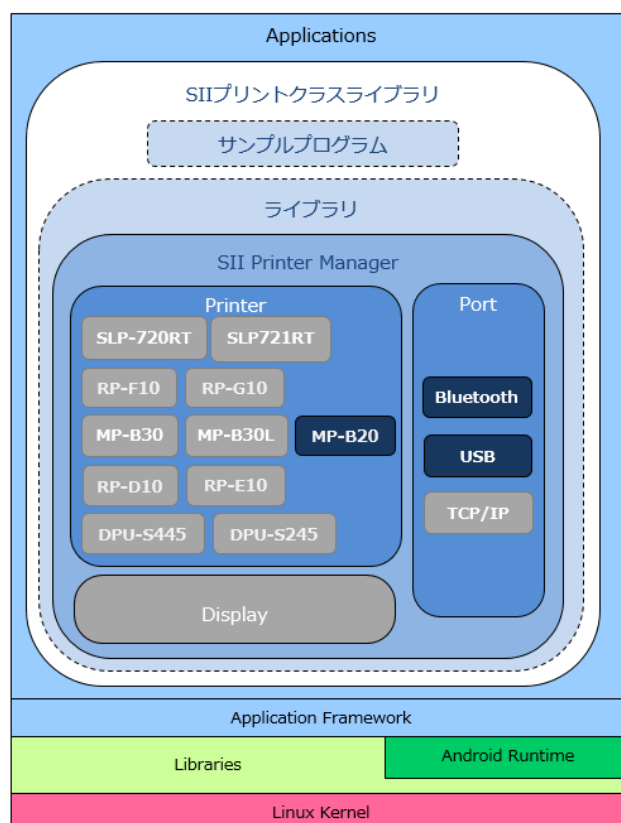 Applications
SIIプリントクラスライブラリ
サンプルプログラム
ライブラリ
SII Printer Manager
Printer
SLP-720RT
SLP721RT
RP-F10
RP-G10
MP-B30
MP-B30L
MP-B20
RP-D10
RP-E10
DPU-S445
DPU-S245
Display
Port
Bluetooth
USB
TCP/IP
Application Framework
Libraries
Android Runtime
Linux Kernel